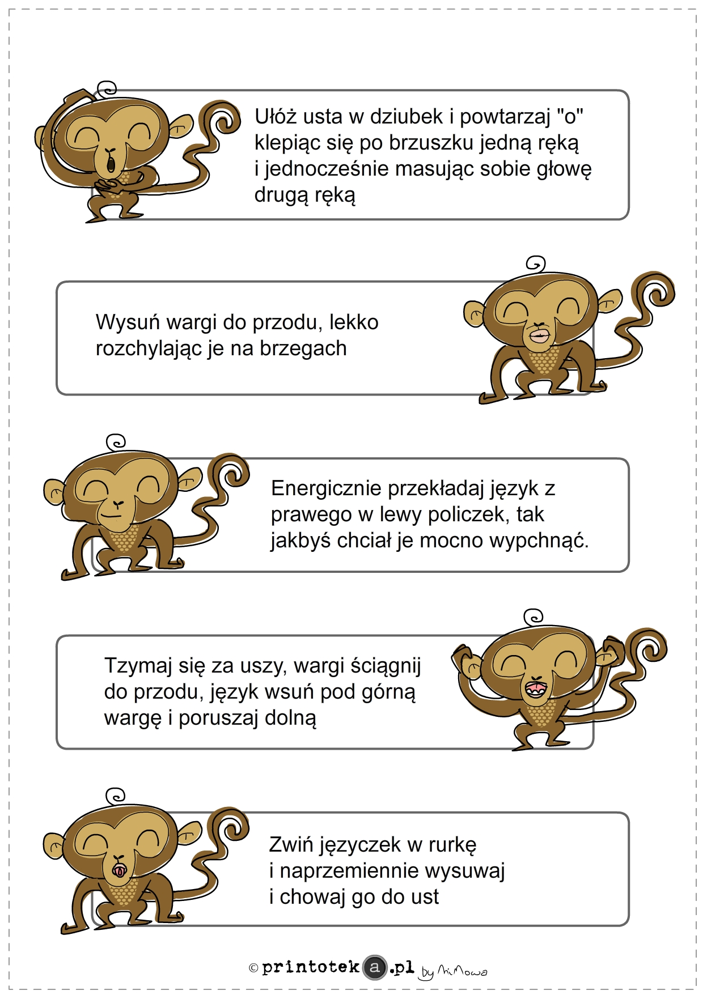 Ułóż usta w dziubek i powtarzaj "o"
klepiąc się po brzuszku jedną ręką
i jednocześnie masując sobie głowę
drugą ręką
Wysuń wargi do przodu, lekko
rozchylając je na brzegach
Energicznie przekładaj język z
prawego w lewy policzek, tak
jakbyś chciał je mocno wypchnąć.
Tzymaj się za uszy, wargi ściągnij
do przodu, język wsuń pod górną
wargę i poruszaj dolną
Zwiń języczek w rurkę
i naprzemiennie wysuwaj
i chowaj go do ust
© printoteka.pl by MiMowa